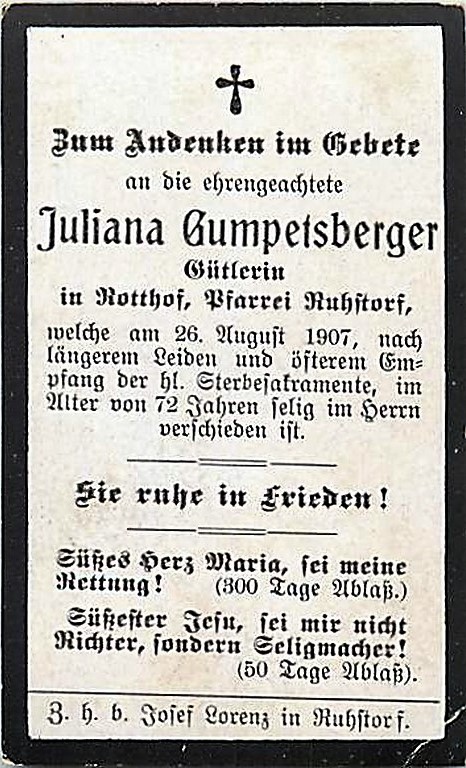 Zum Andenken im Gebete
an die ehrengeachtete
Juliana Gumpetsberger
Gütlerin
in Rotthof, Pfarrei Ruhstorf,
welche am 26. August 1907, nach
längerem Leiden und öfterem Em=
pfang der hl. Sterbesakramente, im
Alter von 72 Jahren selig im Herrn
verschieden ist.
Sie ruhe in Frieden!
Süßes Herz Mariä, sei meine
Rettung! (300 Tage Ablaß.)
Süßester Jesu, sei mir nicht
Richter, sondern Seligmacher!
(50 Tage Ablaß).
Z. h. b. Josef Lorenz in Ruhstorf.